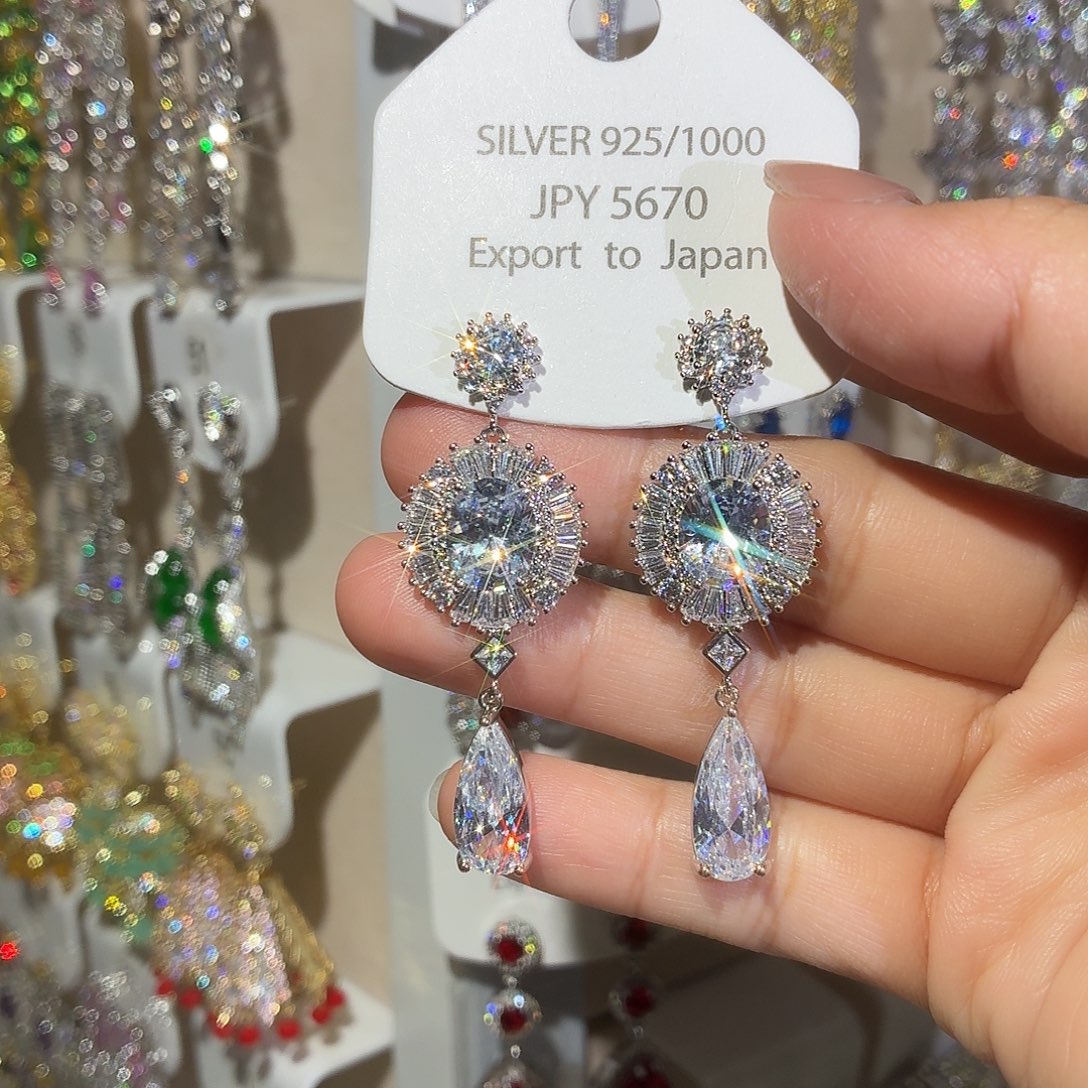 SILVER 925/1000
JPY 5670
Export to Japan